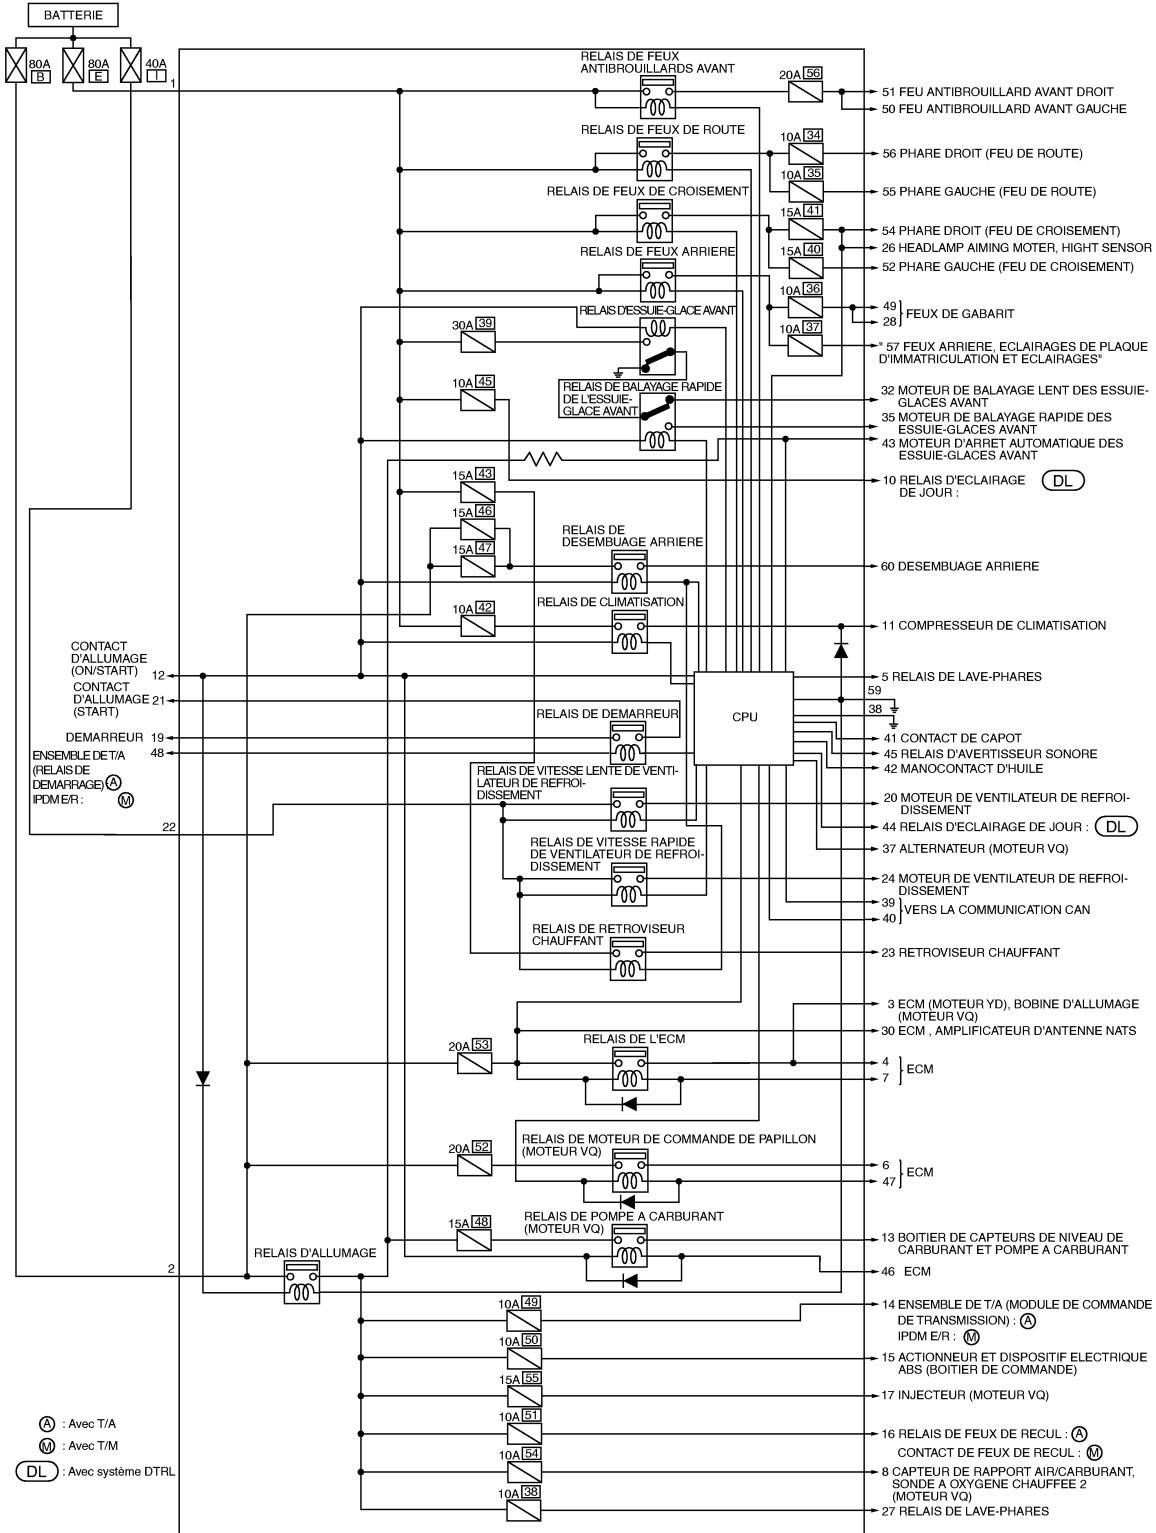 BATTERIE
80A
B
80A
E
40A
I
1
RELAIS DE FEUX
ANTIBROUILLARDS AVANT
20A 56
51 FEU ANTIBROUILLARD AVANT DROIT
50 FEU ANTIBROUILLARD AVANT GAUCHE
RELAIS DE FEUX DE ROUTE
10A 34
56 PHARE DROIT (FEU DE ROUTE)
10A 35
55 PHARE GAUCHE (FEU DE ROUTE)
RELAIS DE FEUX DE CROISEMENT
15A 41
54 PHARE DROIT (FEU DE CROISEMENT)
26 HEADLAMP AIMING MOTER, HIGHT SENSOR
15A 40
52 PHARE GAUCHE (FEU DE CROISEMENT)
RELAIS DE FEUX ARRIERE
10A 36
49
28
FEUX DE GABARIT
RELAIS D'ESSUIE-GLACE AVANT
30A 39
10A 37
" 57 FEUX ARRIERE, ECLAIRAGES DE PLAQUE
D'IMMATRICULATION ET ECLAIRAGES"
10A 45
RELAIS DE BALAYAGE RAPIDE
DE L'ESSUIE-
GLACE AVANT
32 MOTEUR DE BALAYAGE LENT DES ESSUIE-
GLACES AVANT
35 MOTEUR DE BALAYAGE RAPIDE DES
ESSUIE-GLACES AVANT
43 MOTEUR D'ARRET AUTOMATIQUE DES
ESSUIE-GLACES AVANT
15A 43
10 RELAIS D'ECLAIRAGE
DE JOUR :
DL
15A 46
15A 47
RELAIS DE
DESEMBUAGE ARRIERE
60 DESEMBUAGE ARRIERE
10A 42
RELAIS DE CLIMATISATION
11 COMPRESSEUR DE CLIMATISATION
CONTACT
D'ALLUMAGE
(ON/START)
12
CONTACT
D'ALLUMAGE
(START)
21
5 RELAIS DE LAVE-PHARES
59
38
CPU
RELAIS DE DEMARREUR
DEMARREUR 19
48
ENSEMBLE DE T/A
(RELAIS DE
DEMARRAGE): A
IPDM E/R : M
41 CONTACT DE CAPOT
45 RELAIS D'AVERTISSEUR SONORE
42 MANOCONTACT D'HUILE
RELAIS DE VITESSE LENTE DE VENTI-
LATEUR DE REFROI-
DISSEMENT
20 MOTEUR DE VENTILATEUR DE REFROI-
DISSEMENT
22
44 RELAIS D'ECLAIRAGE DE JOUR : DL
RELAIS DE VITESSE RAPIDE
DE VENTILATEUR DE REFROI-
DISSEMENT
37 ALTERNATEUR (MOTEUR VQ)
24 MOTEUR DE VENTILATEUR DE REFROI-
DISSEMENT
39
40
VERS LA COMMUNICATION CAN
RELAIS DE RETROVISEUR
CHAUFFANT
23 RETROVISEUR CHAUFFANT
3 ECM (MOTEUR YD), BOBINE D'ALLUMAGE
(MOTEUR VQ)
30 ECM , AMPLIFICATEUR D'ANTENNE NATS
20A 53
RELAIS DE L'ECM
4
7
ECM
RELAIS DE MOTEUR DE COMMANDE DE PAPILLON
(MOTEUR VQ)
20A 52
6
47
ECM
RELAIS DE POMPE A CARBURANT
(MOTEUR VQ)
15A 48
13 BOITIER DE CAPTEURS DE NIVEAU DE
CARBURANT ET POMPE A CARBURANT
46 ECM
2
RELAIS D'ALLUMAGE
10A 49
14 ENSEMBLE DE T/A (MODULE DE COMMANDE
DE TRANSMISSION) : A
IPDM E/R : M
10A 50
15 ACTIONNEUR ET DISPOSITIF ELECTRIQUE
ABS (BOITIER DE COMMANDE)
15A 55
17 INJECTEUR (MOTEUR VQ)
10A 51
16 RELAIS DE FEUX DE RECUL : A
CONTACT DE FEUX DE RECUL : M
10A 54
8 CAPTEUR DE RAPPORT AIR/CARBURANT,
SONDE A OXYGENE CHAUFFEE 2
(MOTEUR VQ)
10A 38
27 RELAIS DE LAVE-PHARES
A : Avec T/A
M : Avec T/M
DL : Avec système DTRL